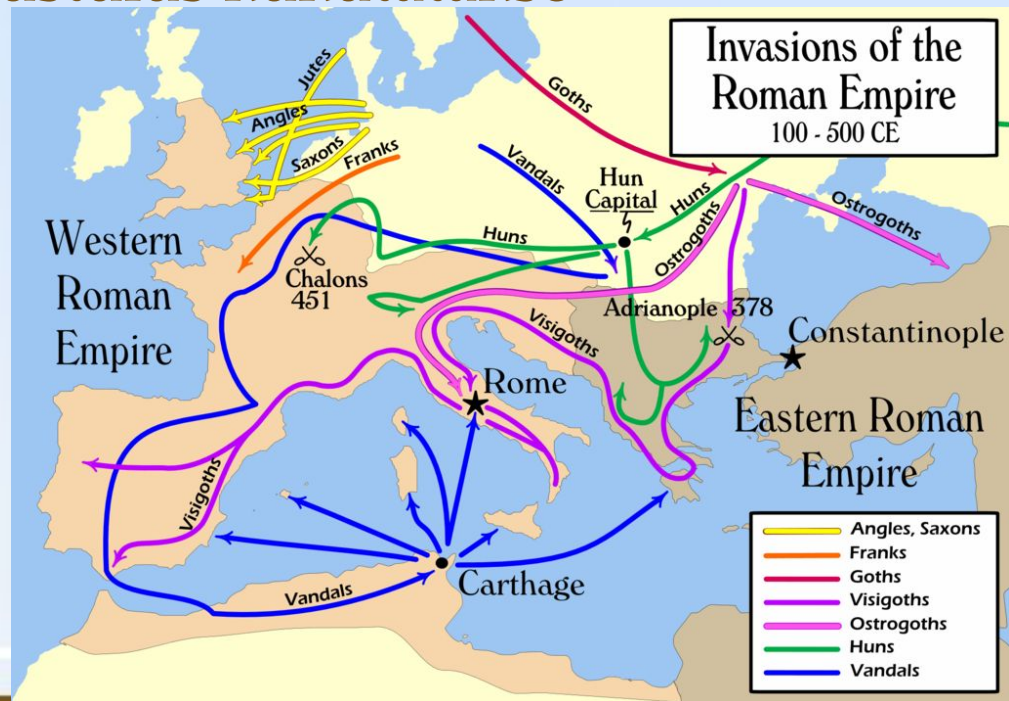 Invasions of the
Roman Empire
100 - 500 CE
Jutes
Angles
Saxons
Franks
Goths
Vandals
Hun
Capital
Huns
Ostrogoths
Ostrogoths
Huns
Western
Roman
Empire
Chalons
451
Adrianople 378
Visigoths
Constantinople
Rome
Eastern Roman
Empire
Visigoths
Carthage
Vandals
Angles, Saxons
Franks
Goths
Visigoths
Ostrogoths
Huns
Vandals